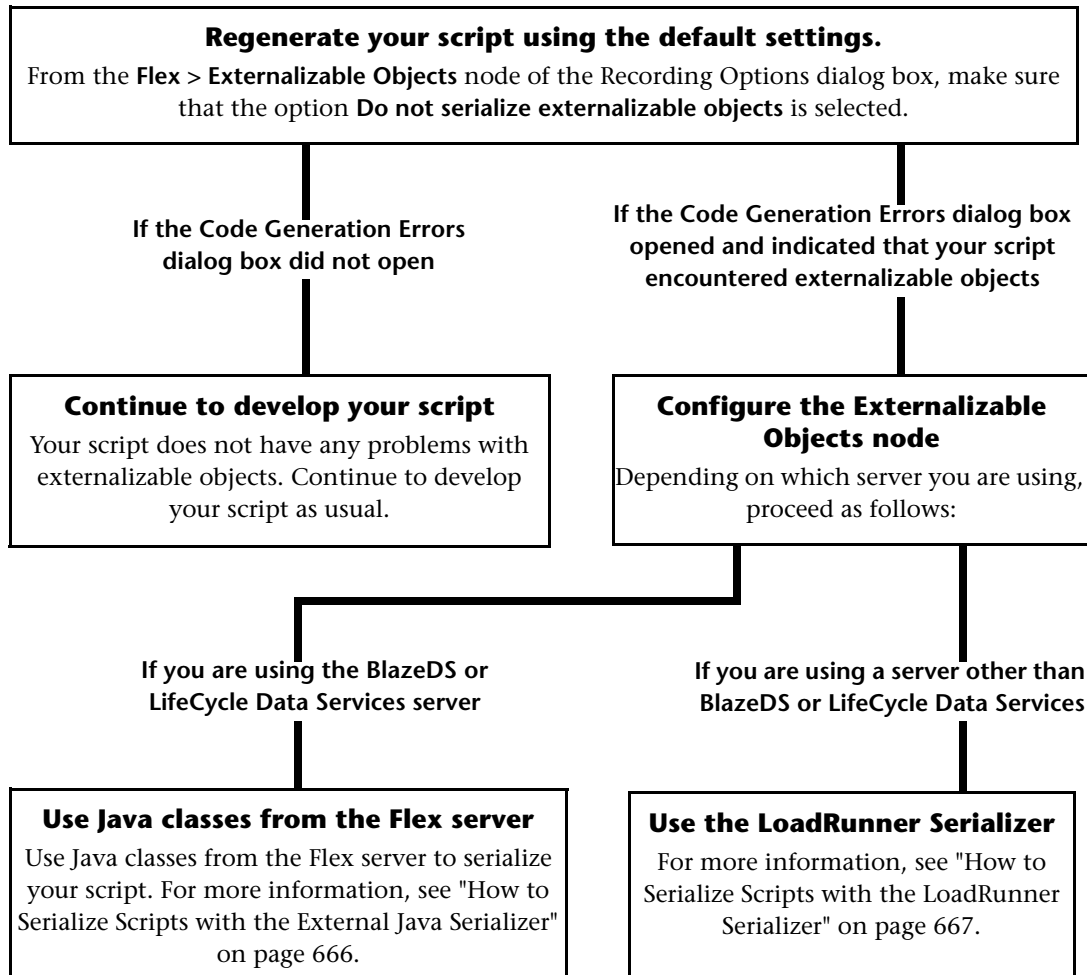 Regenerate your script using the default settings.
From the Flex > Externalizable Objects node of the Recording Options dialog box, make sure
that the option Do not serialize externalizable objects is selected.
If the Code Generation Errors
dialog box did not open
If the Code Generation Errors dialog box
opened and indicated that your script
encountered externalizable objects
Continue to develop your script
Your script does not have any problems with
externalizable objects. Continue to develop
your script as usual.
Configure the Externalizable
Objects node
Depending on which server you are using,
proceed as follows:
If you are using the BlazeDS or
LifeCycle Data Services server
If you are using a server other than
BlazeDS or LifeCycle Data Services
Use Java classes from the Flex server
Use Java classes from the Flex server to serialize
your script. For more information, see "How to
Serialize Scripts with the External Java Serializer"
on page 666.
Use the LoadRunner Serializer
For more information, see "How to
Serialize Scripts with the LoadRunner
Serializer" on page 667.